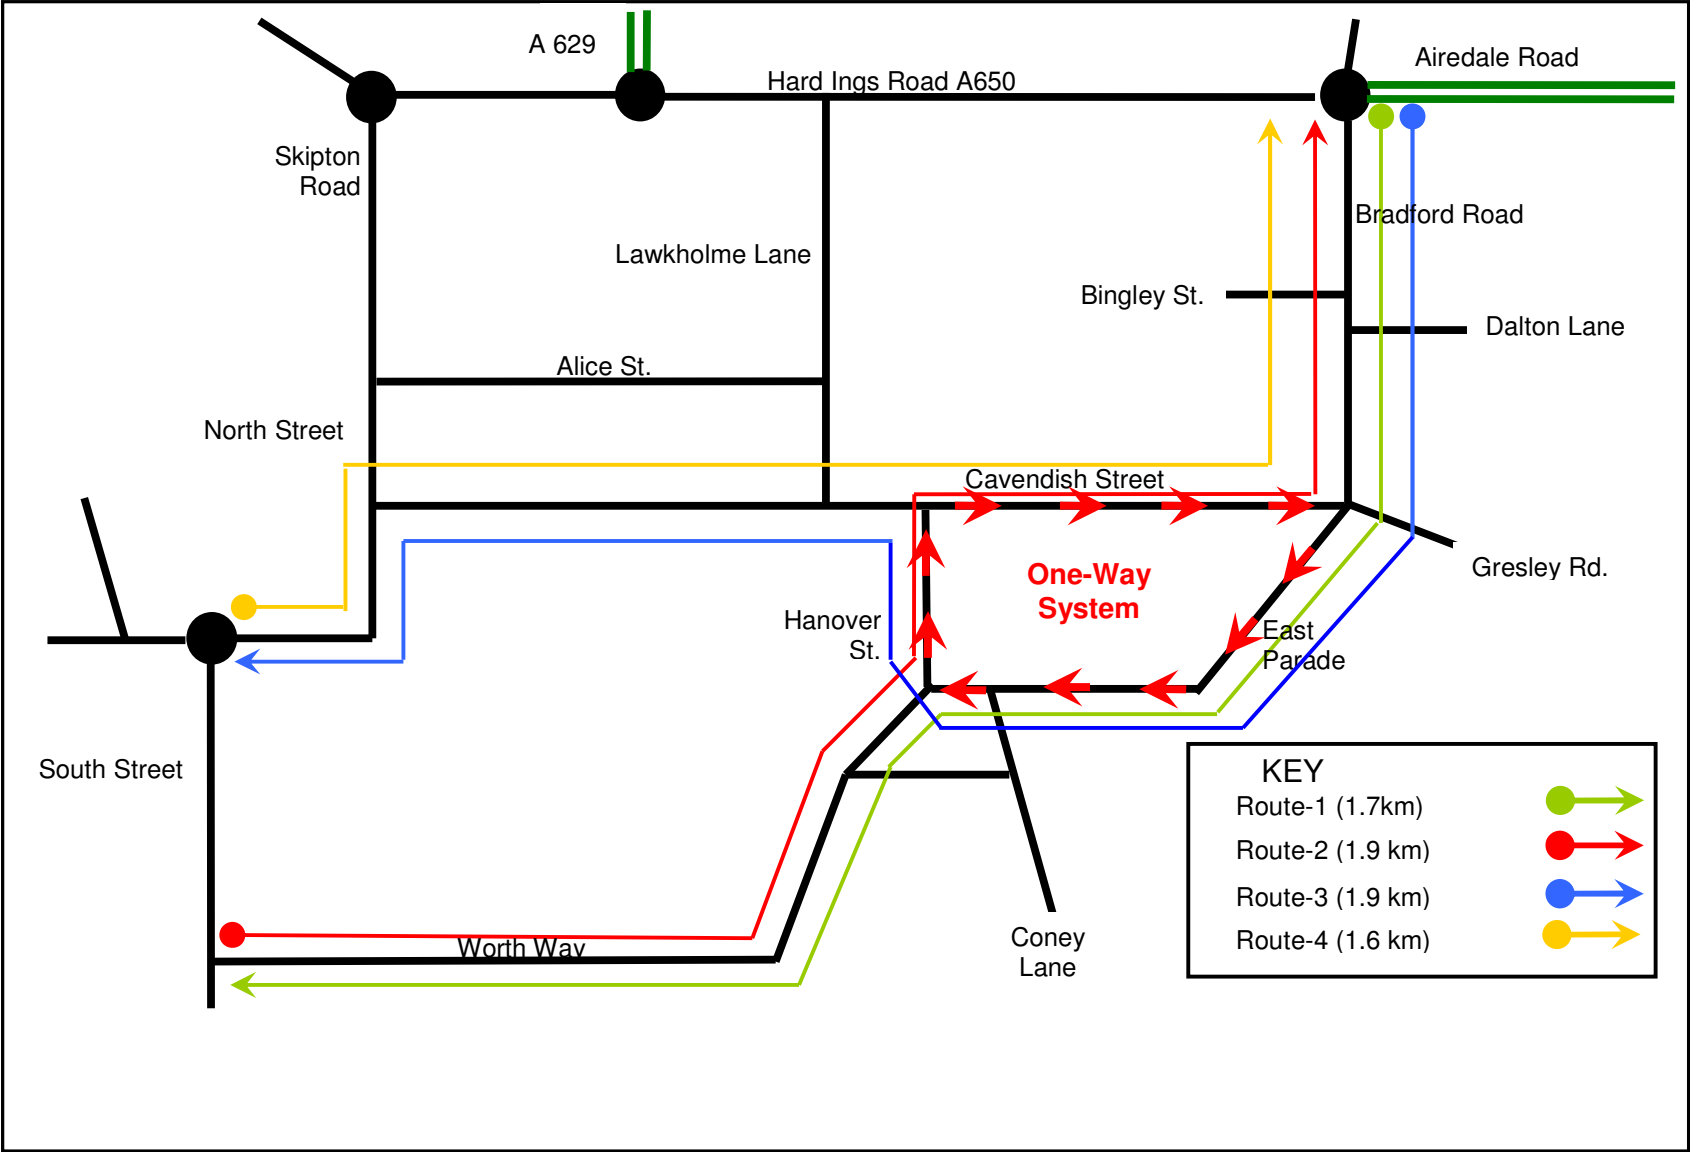 A 629
Airedale Road
Hard Ings Road A650
Skipton
Road
Bradford Road
Lawkholme Lane
Bingley St.
Dalton Lane
Alice St.
North Street
Cavendish Street
One-Way
System
Gresley Rd.
Hanover
St.
East
Parade
South Street
KEY
Route-1 (1.7km)
Route-2 (1.9 km)
Route-3 (1.9 km)
Route-4 (1.6 km)
Worth Way
Coney
Lane